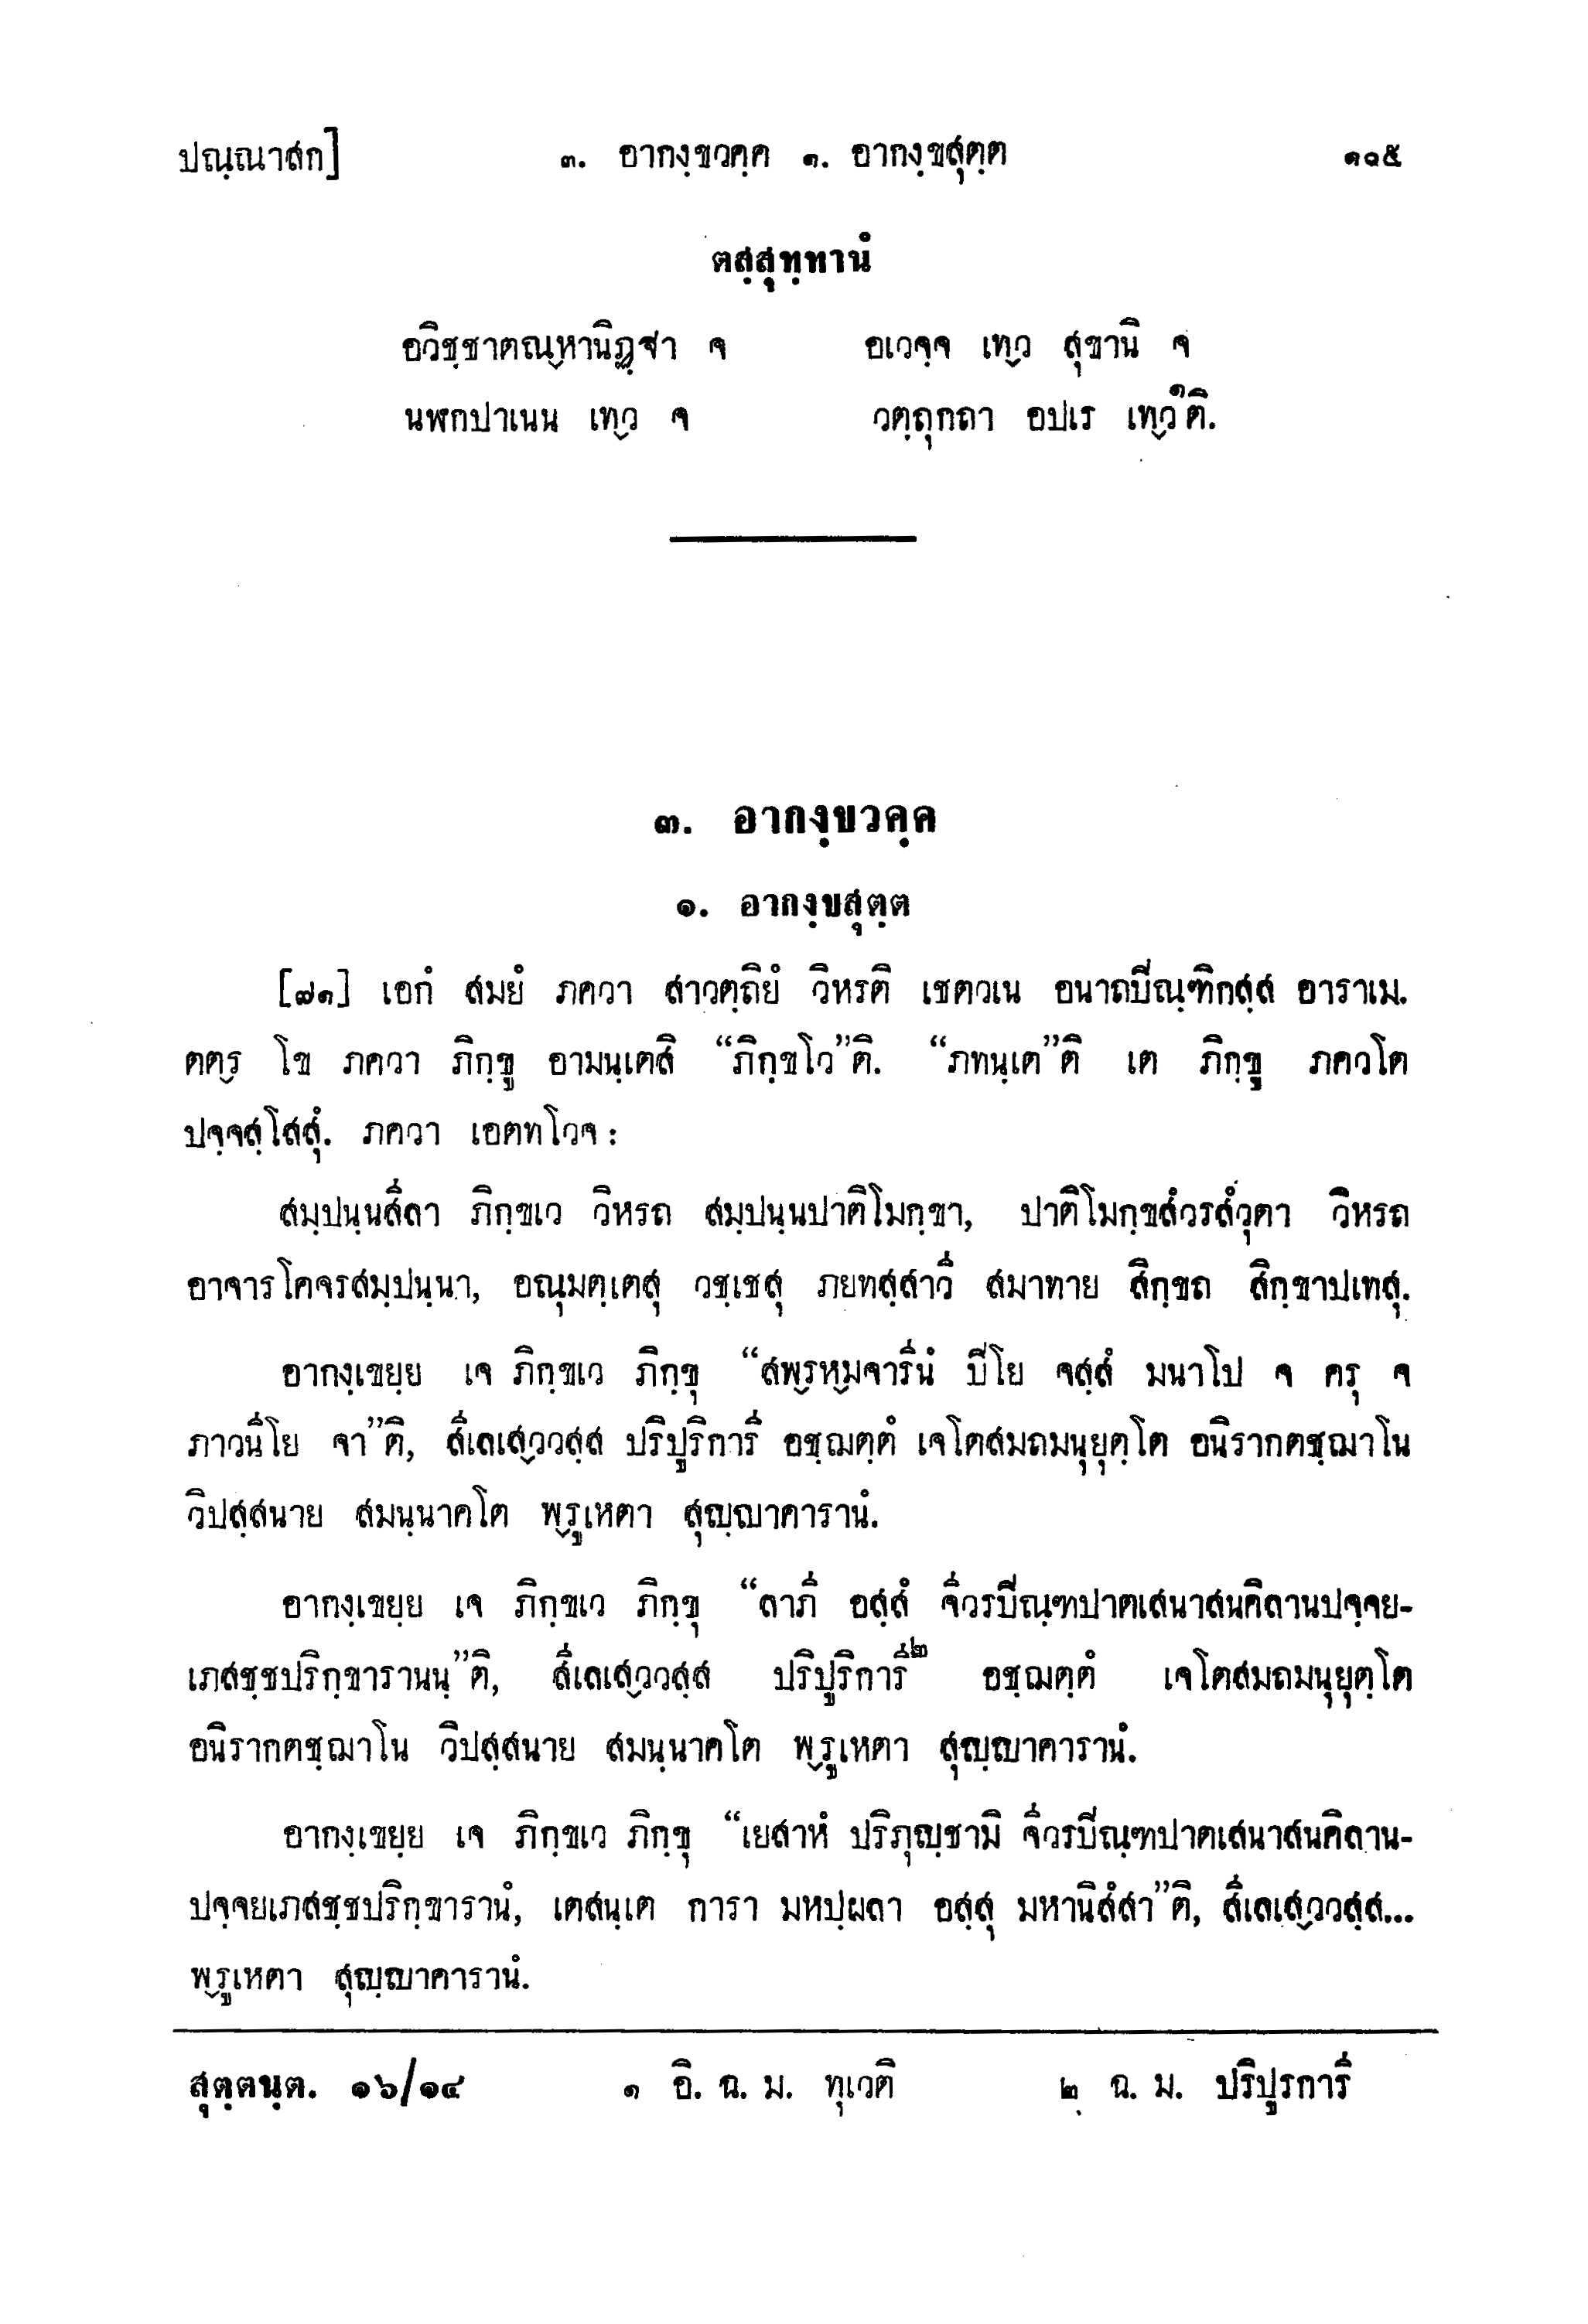 ปณฺณาสก] ๓. อากงฺขวคฺค ๑. อากงฺขสุตฺต ๑๐๕
ตสฺสุทฺทานํ
อวิชฺชาตณฺหานิฏฺฐา จ อเวจฺจ เทฺว สุขานิ จ
นฬกปาเนน เทฺว จ วตฺถุกถา อปเร เทฺว๑ติ.
๓. อากงฺขวคฺค
๑. อากงฺขสุตฺต
[๗๑] เอกํ สมยํ ภควา สาวตฺถิยํ วิหรติ เชตวเน อนาถปิณฺฑิกสฺส อาราเม.
ตตฺร โข ภควา ภิกฺขู อามนฺเตสิ “ภิกฺขโว”ติ. “ภทนฺเต”ติ เต ภิกฺขู ภควโต
ปจฺจสฺโสสุํ. ภควา เอตทโวจ :
สมฺปนฺนสีลา ภิกฺขเว วิหรถ สมฺปนฺนปาติโมกฺขา, ปาติโมกฺขสํวรสํวุตา วิหรถ
อาจารโคจรสมฺปนฺนา, อณุมตฺเตสุ วชฺเชสุ ภยทสฺสาวี สมาทาย สิกฺขถ สิกฺขาปเทสุ.
อากงฺเขยฺย เจ ภิกฺขเว ภิกฺขุ “สพฺรหฺมจารีนํ ปิโย จสฺสํ มนาโป จ ครุ จ
ภาวนีโย จา”ติ, สีเลเสฺววสฺส ปริปูริการี อชฺฌตฺตํ เจโตสมถมนุยุตฺโต อนิรากตชฺฌาโน
วิปสฺสนาย สมนฺนาคโต พฺรูเหตา สุญฺญาคารานํ.
อากงฺเขยฺย เจ ภิกฺขเว ภิกฺขุ “ลาภี อสฺสํ จีวรปิณฺฑปาตเสนาสนคิลานปจฺจย-
เภสชฺชปริกฺขารานนฺ”ติ, สีเลเสฺววสฺส ปริปูริการี๒ อชฺฌตฺตํ เจโตสมถมนุยุตฺโต
อนิรากตชฺฌาโน วิปสฺสนาย สมนฺนาคโต พฺรูเหตา สุญฺญาคารานํ.
อากงฺเขยฺย เจ ภิกฺขเว ภิกฺขุ “เยสาหํ ปริภุญฺชามิ จีวรปิณฺฑปาตเสนาสนคิลาน-
ปจฺจยเภสชฺชปริกฺขารานํ, เตสนฺเต การา มหปฺผลา อสฺสุ มหานิสํสา”ติ, สีเลเสฺววสฺส...
พฺรูเหตา สุญฺญาคารานํ.
สุตฺตนฺต. ๑๖/๑๔ ๑ อิ. ฉ. ม. ทุเวติ ๒ ฉ. ม. ปริปูรการี